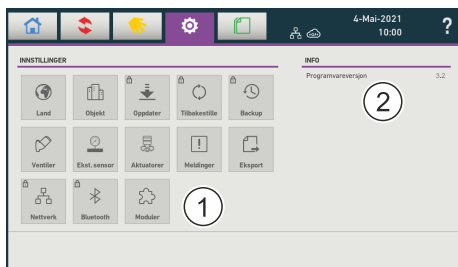 4-Mai-2021
10:00
?
INNSTILLINGER
INFO
Programvareversjon 3.2
Land Objekt Oppdater Tilbakestille Backup
Ventiler Ekst. sensor Aktuatorer Meldinger Eksport
Nettverk Bluetooth Moduler
1
2